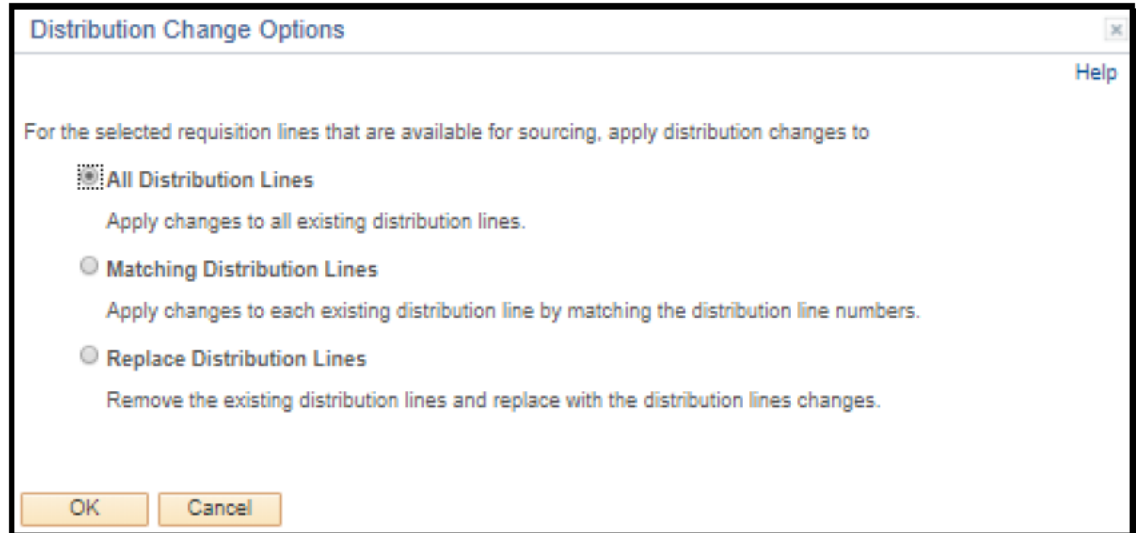 Distribution Change Options
Help
For the selected requisition lines that are available for sourcing, apply distribution changes to
All Distribution Lines
Apply changes to all existing distribution lines.
Matching Distribution Lines
Apply changes to each existing distribution line by matching the distribution line numbers.
Replace Distribution Lines
Remove the existing distribution lines and replace with the distribution lines changes.
OK
Cancel